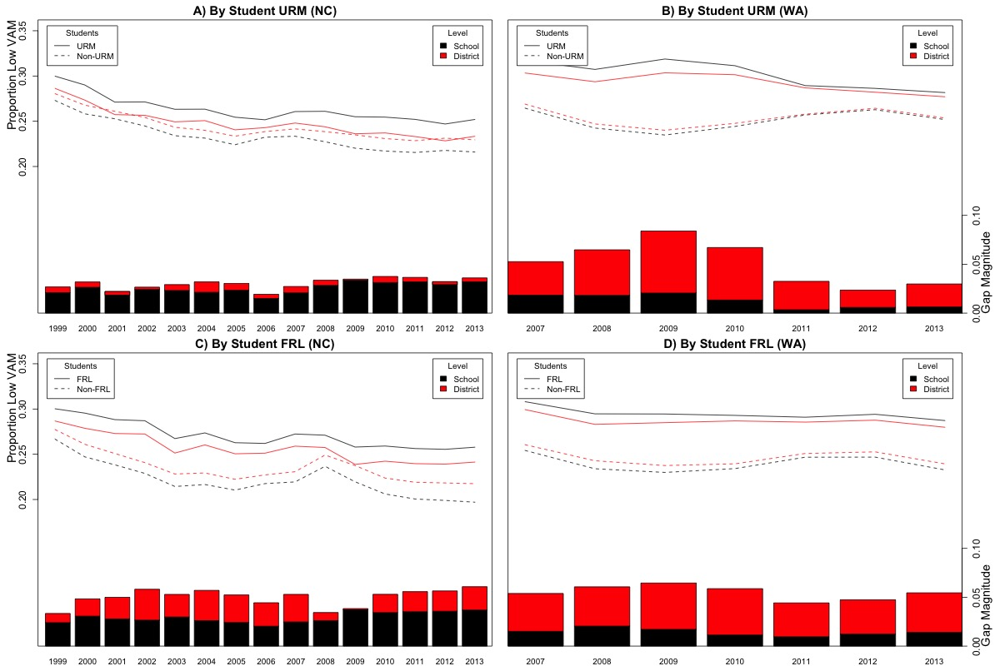 A) By Student URM (NC)
Proportion Low VAM
0.35
0.30
0.25
0.20
Students
URM
Non-URM
Level
School
District
1999 2000 2001 2002 2003 2004 2005 2006 2007 2008 2009 2010 2011 2012 2013
B) By Student URM (WA)
Students
URM
Non-URM
Level
School
District
0.10
0.05
0.00
Gap Magnitude
2007 2008 2009 2010 2011 2012 2013
C) By Student FRL (NC)
Proportion Low VAM
0.35
0.30
0.25
0.20
Students
FRL
Non-FRL
Level
School
District
1999 2000 2001 2002 2003 2004 2005 2006 2007 2008 2009 2010 2011 2012 2013
D) By Student FRL (WA)
Students
FRL
Non-FRL
Level
School
District
0.10
0.05
0.00
Gap Magnitude
2007 2008 2009 2010 2011 2012 2013